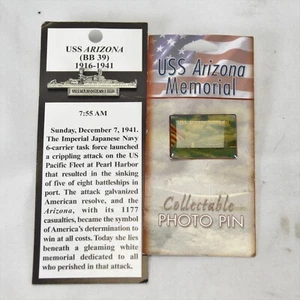 USS ARIZONA
(BB 39)
1916-1941
7:55 AM
Sunday, December 7, 1941.
The Imperial Japanese Navy
6-carrier task force launched
a crippling attack on the US
Pacific Fleet at Pearl Harbor
that resulted in the sinking
of five of eight battleships in
port. The attack galvanized
American resolve, and the
Arizona, with its 1177
casualties, became the symbol
of America's determination to
win at all costs. Today she lies
beneath a gleaming white
memorial dedicated to all
who perished in that attack.
USS Arizona
Memorial
Collectable
PHOTO PIN